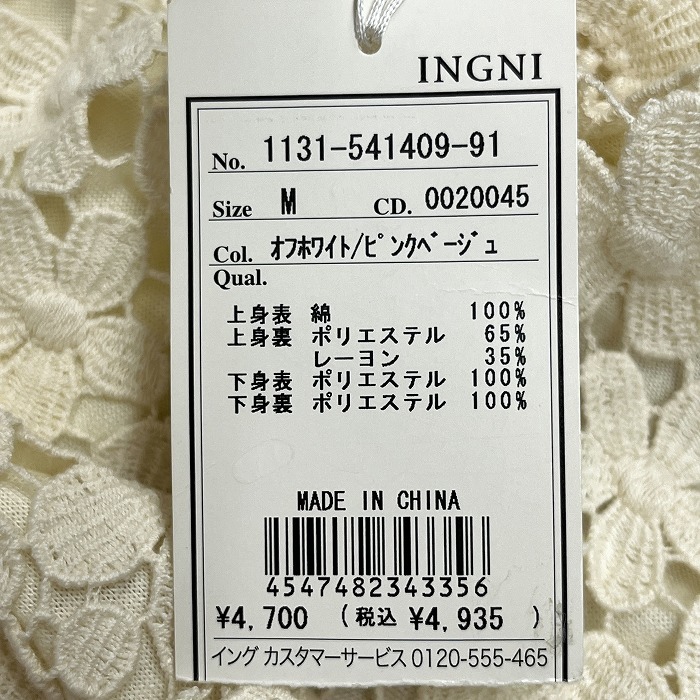 INGNI
No. 1131-541409-91
Size M CD. 0020045
Col. オフホワイト/ピンクベージュ
Qual.
上身表 綿 100%
上身裏 ポリエステル 65%
レーヨン 35%
下身表 ポリエステル 100%
下身裏 ポリエステル 100%
MADE IN CHINA
4547482343356
¥4,700 (税込 ¥4,935 )
イング カスタマーサービス 0120-555-465